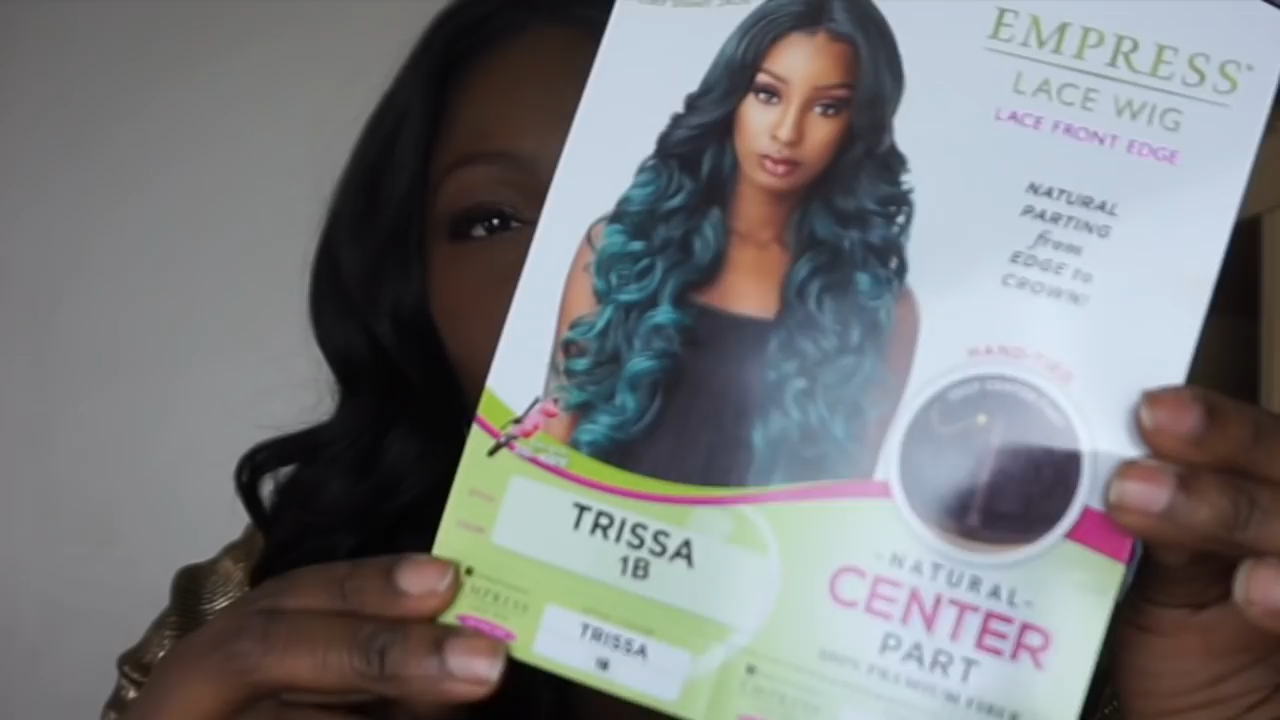 EMPRESS
LACE WIG
LACE FRONT EDGE
NATURAL
PARTING
from
EDGE to
CROWN!
HAND-TIED
TRISSA
1B
- NATURAL -
CENTER
PART
EMPRESS
TRISSA
1B